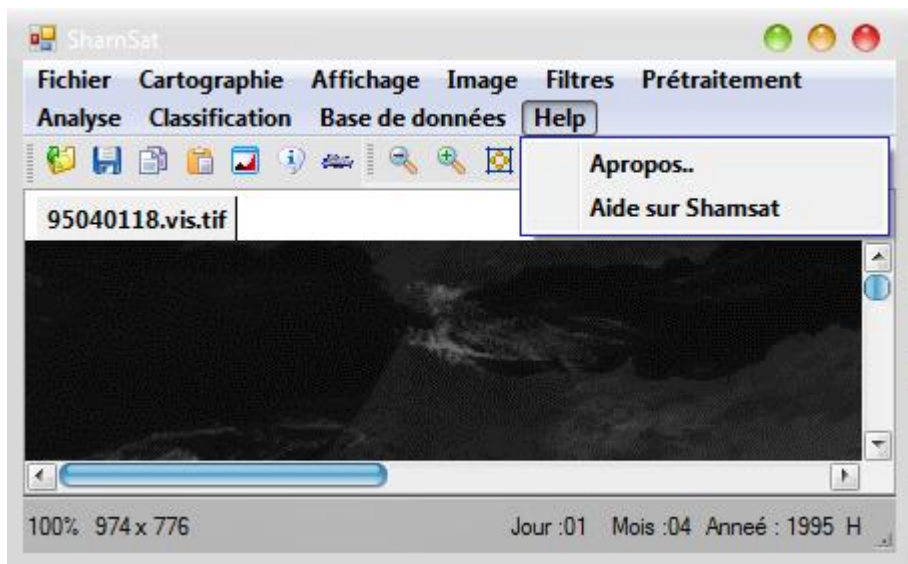 ShamSat
Fichier Cartographie Affichage Image Filtres Prétraitement
Analyse Classification Base de données Help
Apropos..
Aide sur Shamsat
95040118.vis.tif
100% 974 x 776 Jour :01 Mois :04 Anneé : 1995 H